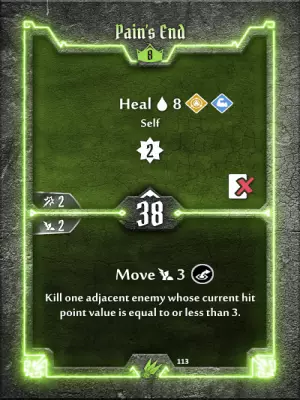 Pain's End
8
Heal 8
Self
2
2
38
2
Move 3
Kill one adjacent enemy whose current hit
point value is equal to or less than 3.
113